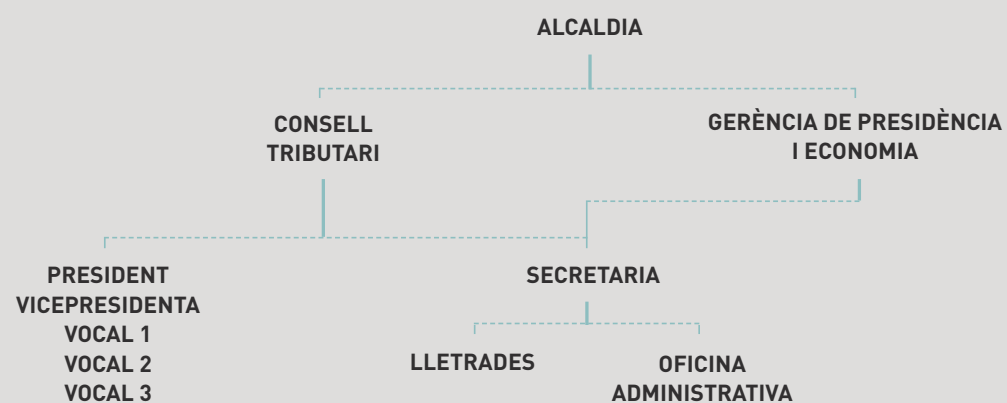 ALCALDIA
CONSELL
TRIBUTARI
GERÈNCIA DE PRESIDÈNCIA
I ECONOMIA
PRESIDENT
VICEPRESIDENTA
VOCAL 1
VOCAL 2
VOCAL 3
SECRETARIA
LLETRADES
OFICINA
ADMINISTRATIVA